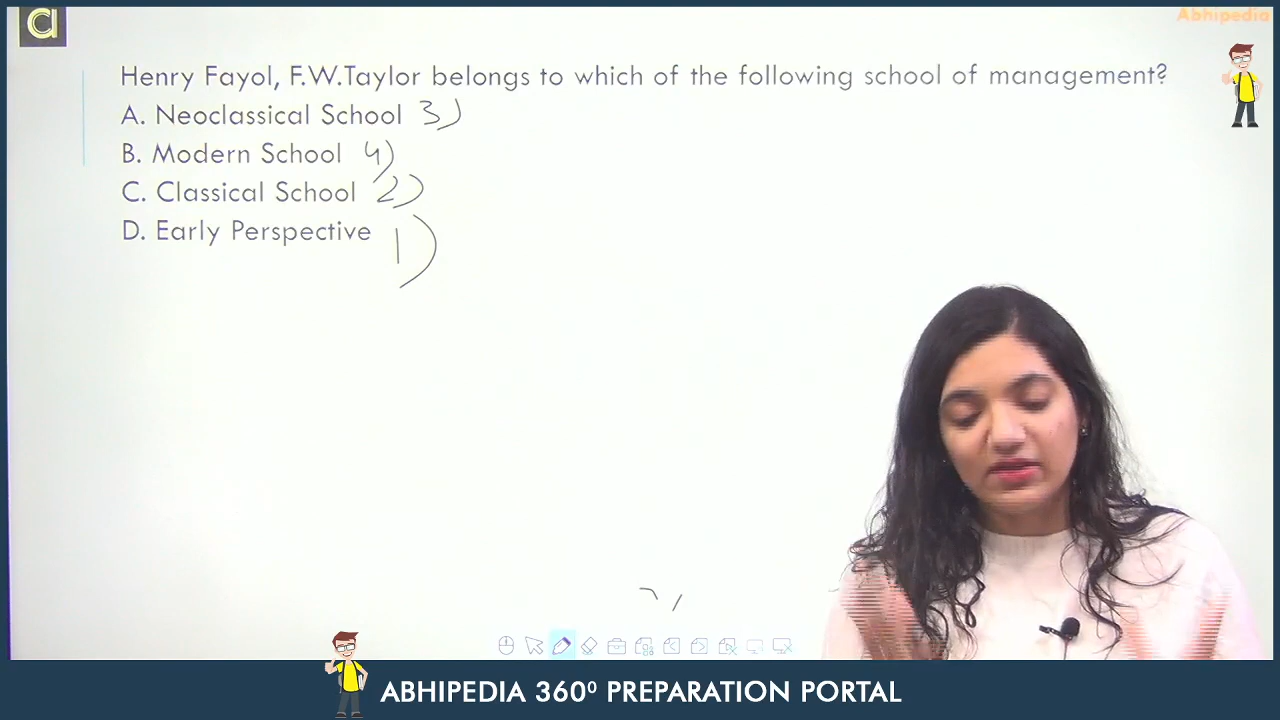 a
Abhipedia
Henry Fayol, F.W.Taylor belongs to which of the following school of management?
A. Neoclassical School 3)
B. Modern School 4)
C. Classical School 2)
D. Early Perspective 1)
ABHIPEDIA 360⁰ PREPARATION PORTAL